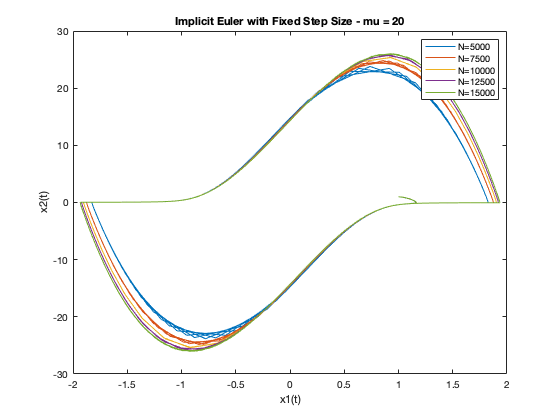 Implicit Euler with Fixed Step Size - mu = 20
30
20
10
0
-10
-20
-30
x2(t)
-2
-1.5
-1
-0.5
0
0.5
1
1.5
2
x1(t)
N=5000
N=7500
N=10000
N=12500
N=15000